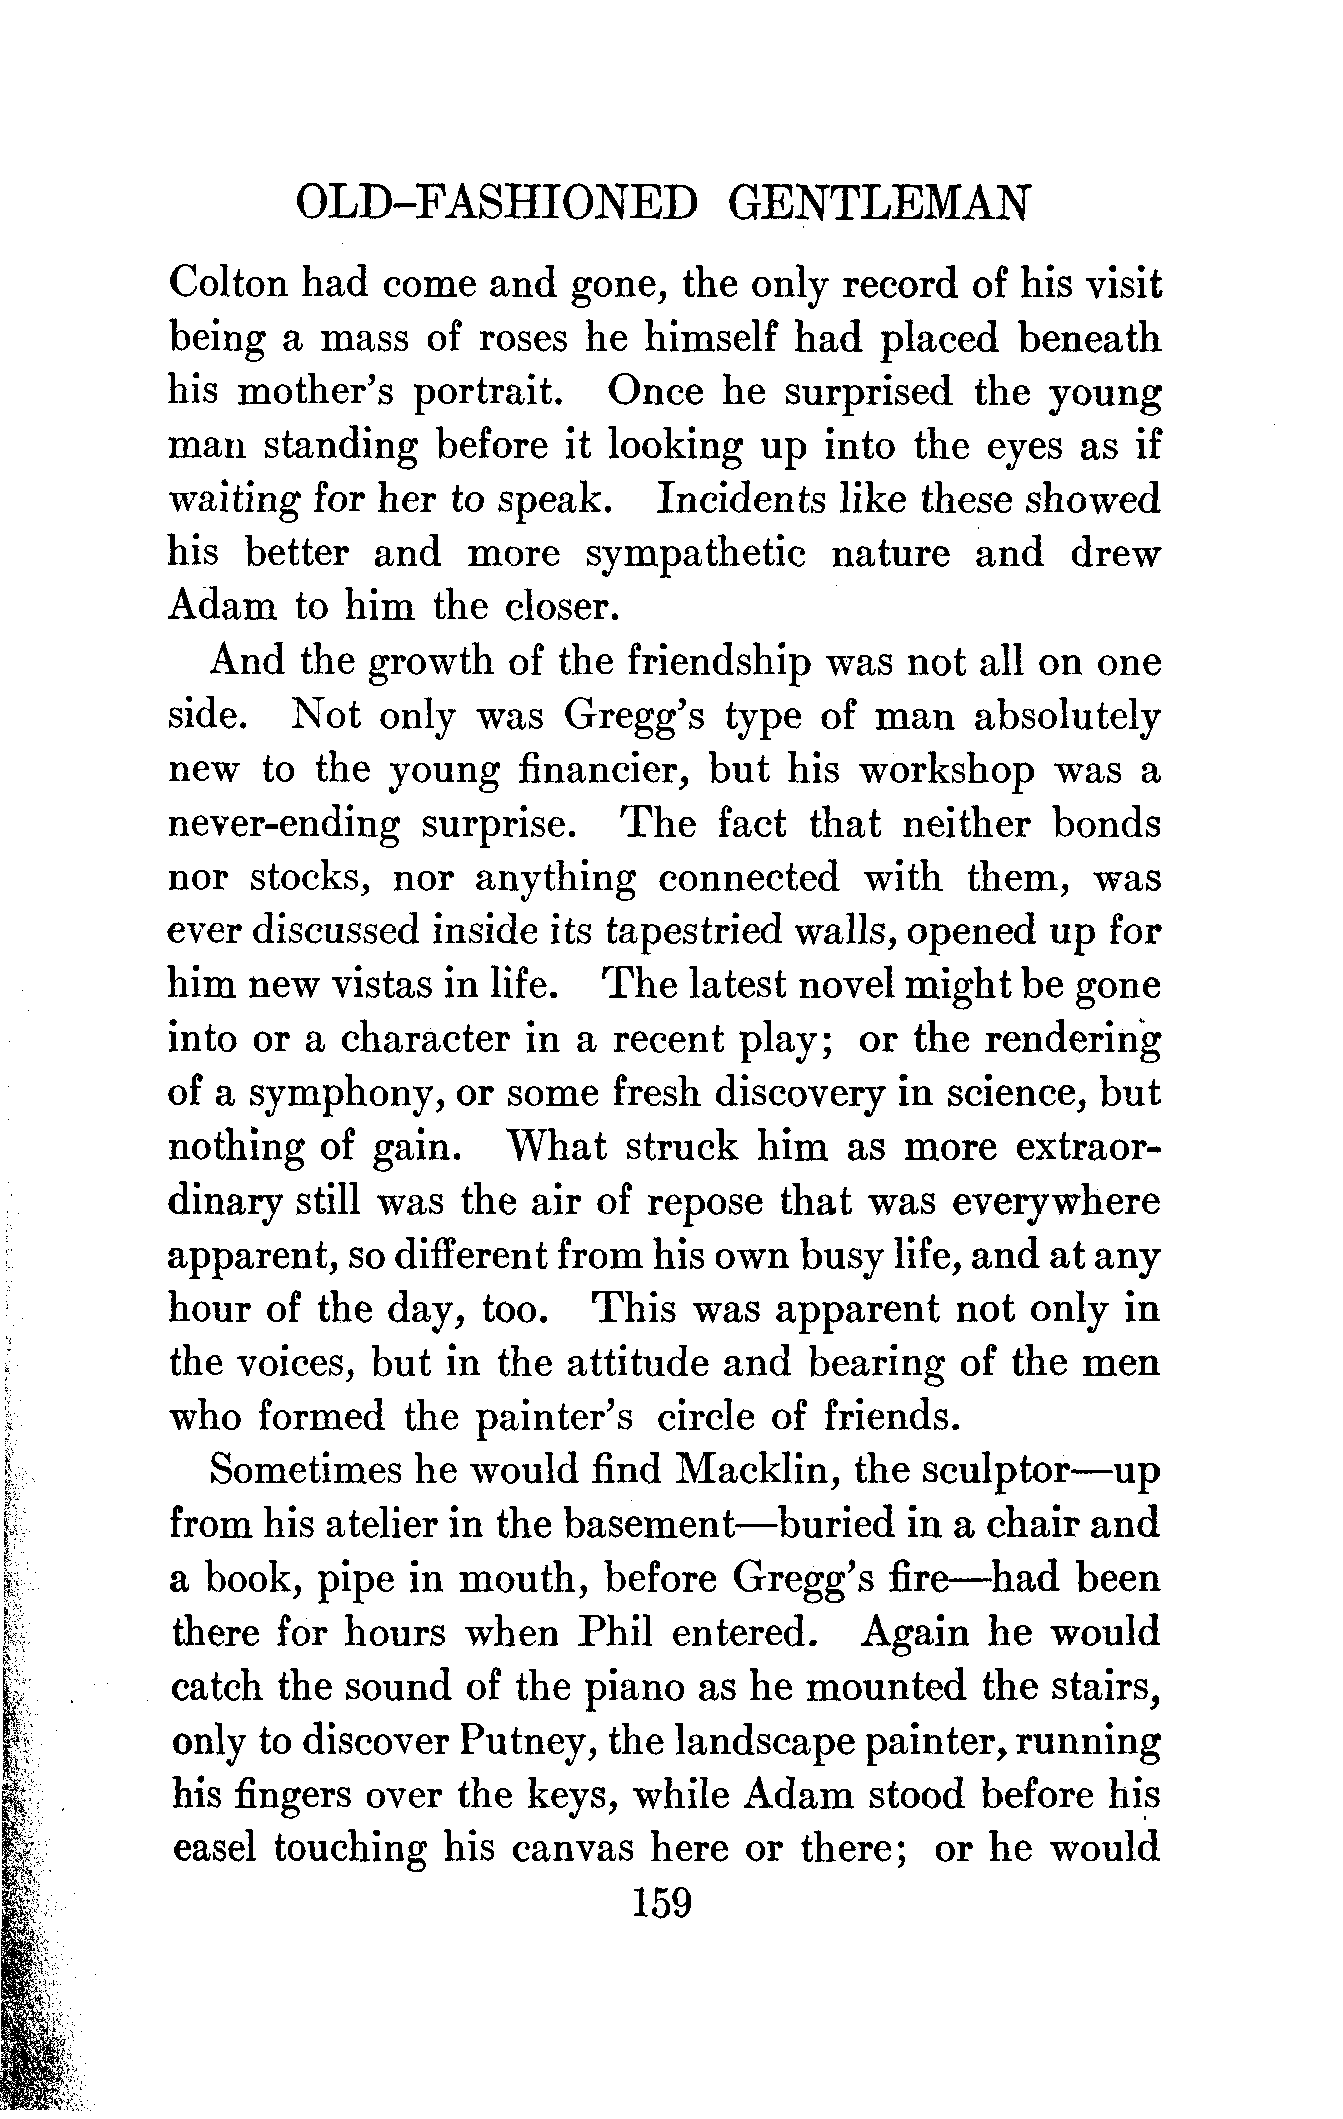 OLD-FASHIONED GENTLEMAN
Colton had come and gone, the only record of his visit
being a mass of roses he himself had placed beneath
his mother's portrait. Once he surprised the young
man standing before it looking up into the eyes as if
waiting for her to speak. Incidents like these showed
his better and more sympathetic nature and drew
Adam to him the closer.
And the growth of the friendship was not all on one
side. Not only was Gregg's type of man absolutely
new to the young financier, but his workshop was a
never-ending surprise. The fact that neither bonds
nor stocks, nor anything connected with them, was
ever discussed inside its tapestried walls, opened up for
him new vistas in life. The latest novel might be gone
into or a character in a recent play; or the rendering
of a symphony, or some fresh discovery in science, but
nothing of gain. What struck him as more extraor-
dinary still was the air of repose that was everywhere
apparent, so different from his own busy life, and at any
hour of the day, too. This was apparent not only in
the voices, but in the attitude and bearing of the men
who formed the painter's circle of friends.
Sometimes he would find Macklin, the sculptor—up
from his atelier in the basement—buried in a chair and
a book, pipe in mouth, before Gregg's fire—had been
there for hours when Phil entered. Again he would
catch the sound of the piano as he mounted the stairs,
only to discover Putney, the landscape painter, running
his fingers over the keys, while Adam stood before his
easel touching his canvas here or there; or he would
159